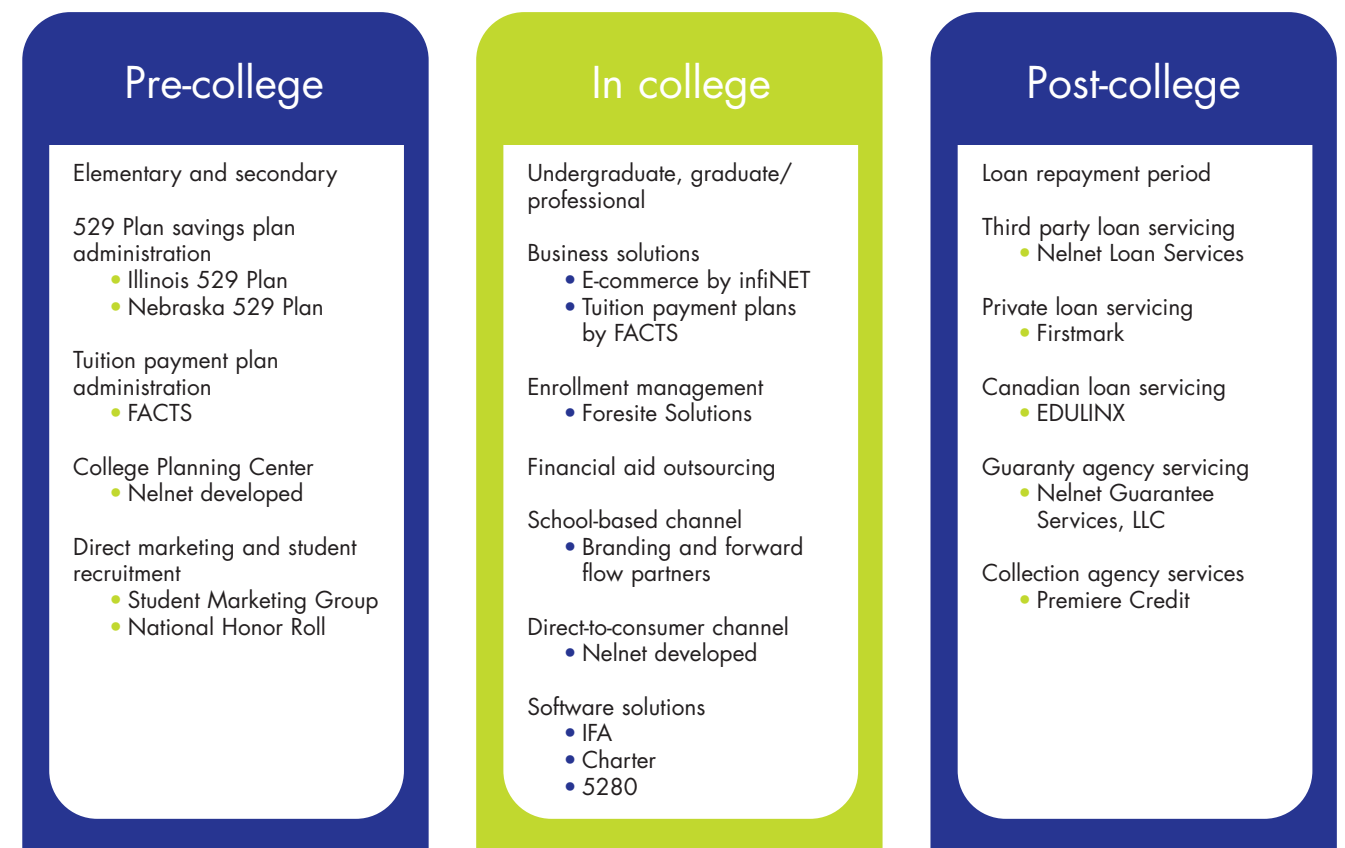 Pre-college
Elementary and secondary
529 Plan savings plan
administration
• Illinois 529 Plan
• Nebraska 529 Plan
Tuition payment plan
administration
• FACTS
College Planning Center
• Nelnet developed
Direct marketing and student
recruitment
• Student Marketing Group
• National Honor Roll
In college
Undergraduate, graduate/
professional
Business solutions
• E-commerce by infiNET
• Tuition payment plans
by FACTS
Enrollment management
• Foresite Solutions
Financial aid outsourcing
School-based channel
• Branding and forward
flow partners
Direct-to-consumer channel
• Nelnet developed
Software solutions
• IFA
• Charter
• 5280
Post-college
Loan repayment period
Third party loan servicing
• Nelnet Loan Services
Private loan servicing
• Firstmark
Canadian loan servicing
• EDULINX
Guaranty agency servicing
• Nelnet Guarantee
Services, LLC
Collection agency services
• Premiere Credit